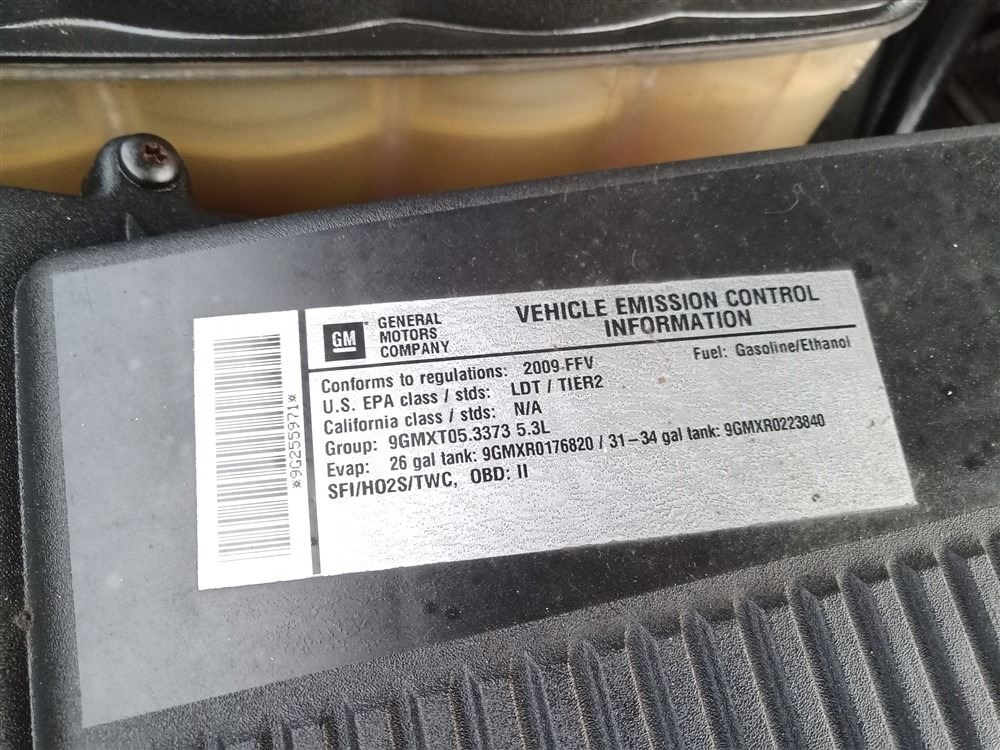 *9G255971*
GM
GENERAL
MOTORS
COMPANY
VEHICLE EMISSION CONTROL
INFORMATION
Conforms to regulations: 2009-FFV
Fuel: Gasoline/Ethanol
U.S. EPA class / stds: LDT / TIER2
California class / stds: N/A
Group: 9GMXT05.3373 5.3L
Evap: 26 gal tank: 9GMXR0176820 / 31-34 gal tank: 9GMXR0223840
SFI/HO2S/TWC, OBD: II